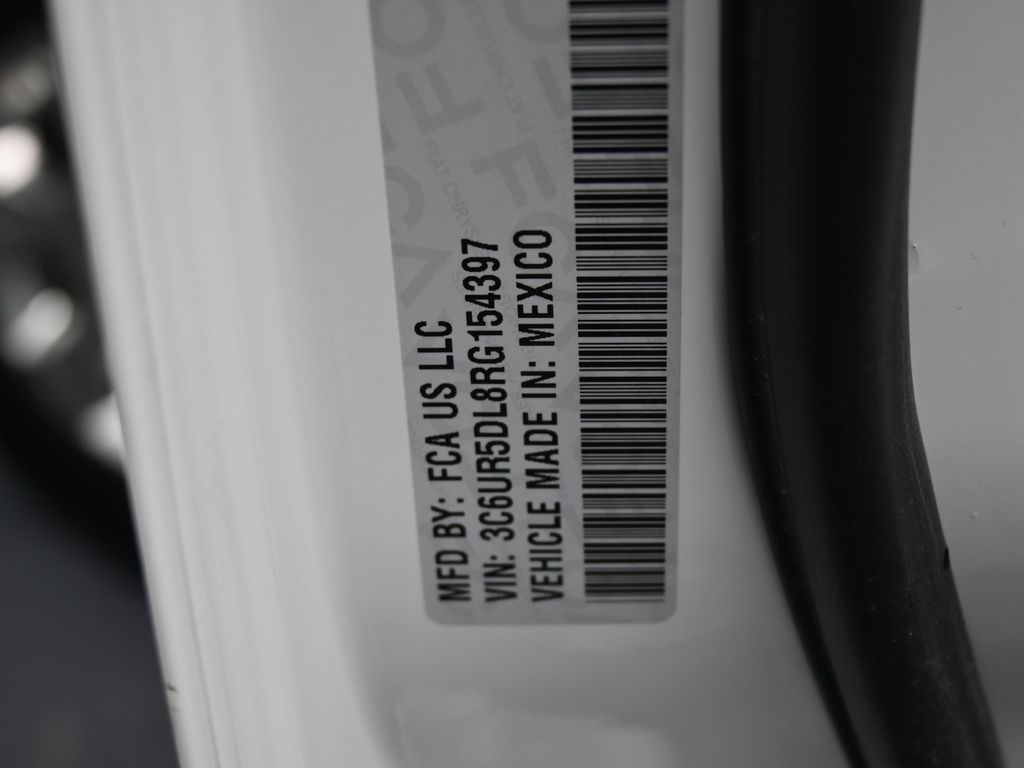 MFD BY: FCA US LLC
VIN: 3C6UR5DL8RG154397
VEHICLE MADE IN: MEXICO